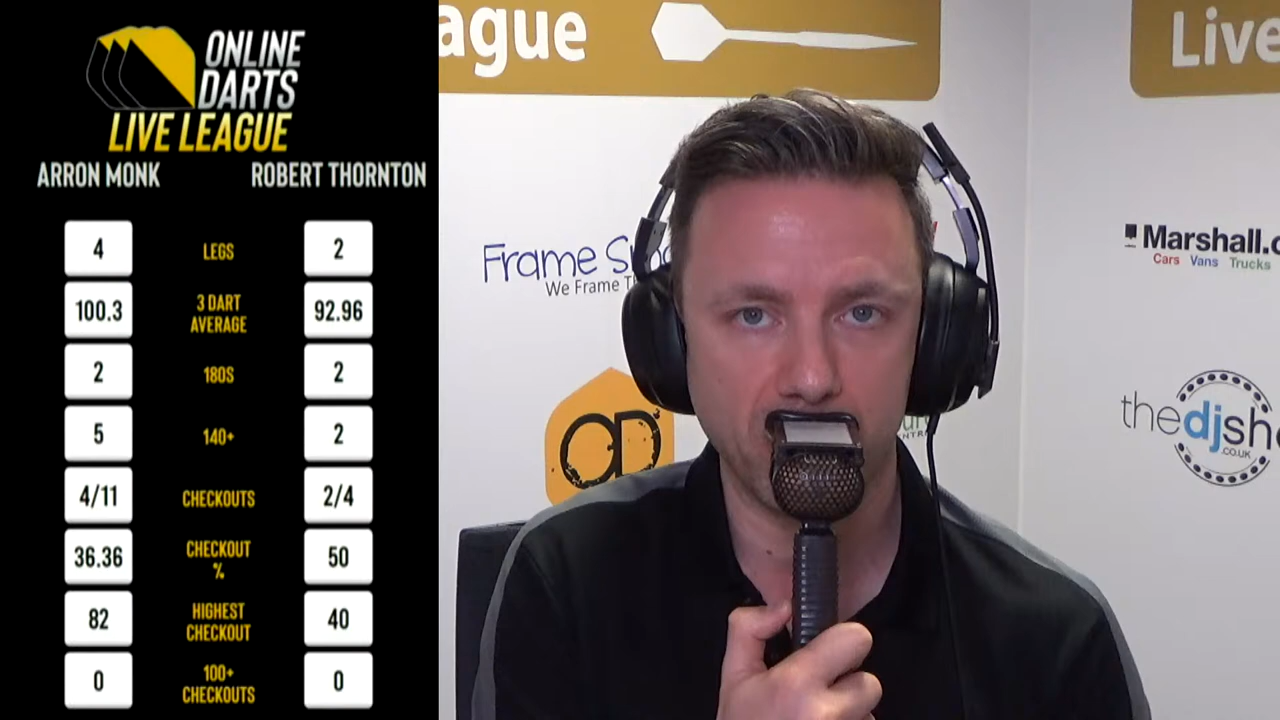 ONLINE
DARTS
LIVE LEAGUE
ARRON MONK ROBERT THORNTON
4 LEGS 2
100.3 3 DART AVERAGE 92.96
2 180S 2
5 140+ 2
4/11 CHECKOUTS 2/4
36.36 CHECKOUT % 50
82 HIGHEST CHECKOUT 40
0 100+ CHECKOUTS 0
ague
Live
Frame
We Frame
Marshall.c
Cars Vans Trucks
OD
thedjsh
.CO.UK